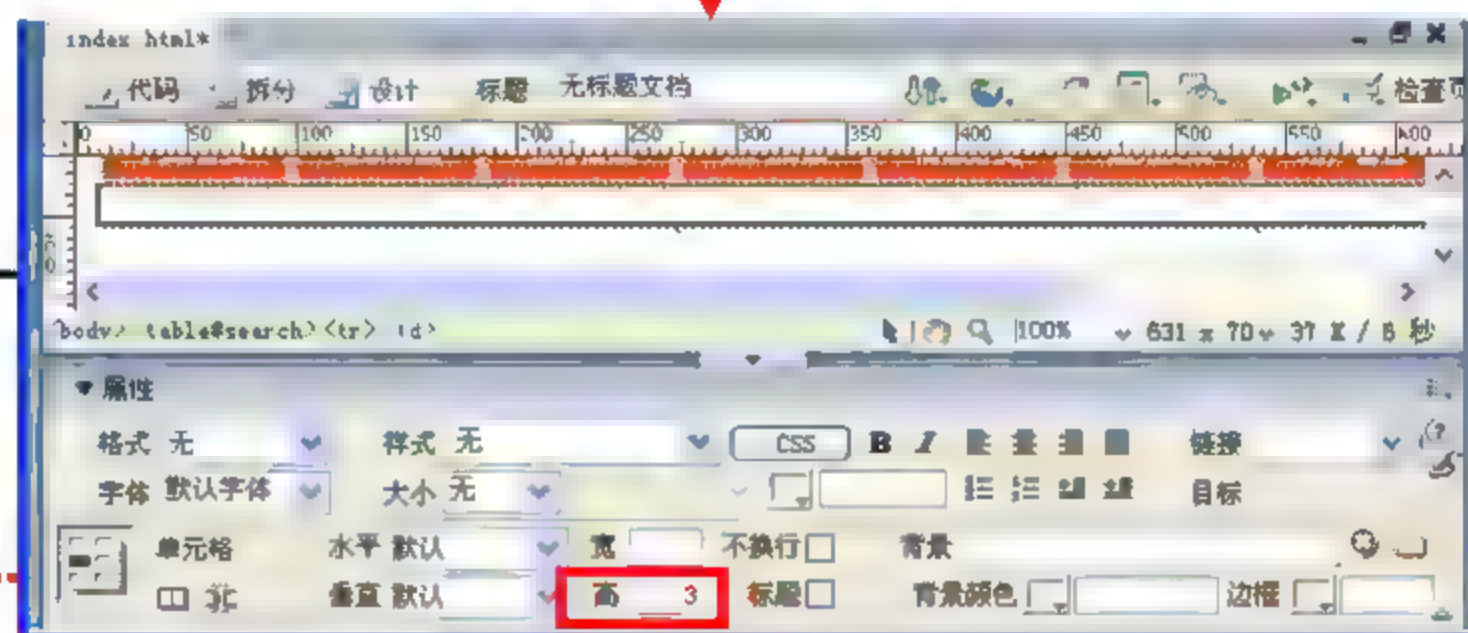 index html*
代码 拆分 设计 标题 无标题文档 检查页
0 50 100 150 200 250 300 350 400 450 500 550 600
50
body> table#search> <tr> td>
100% 631 x 70 37 K / 6 秒
属性
格式 无 样式 无 CSS B I 链接
字体 默认字体 大小 无 目标
单元格 水平 默认 宽 不换行 背景
垂直 默认 高 3 标题 背景颜色 边框